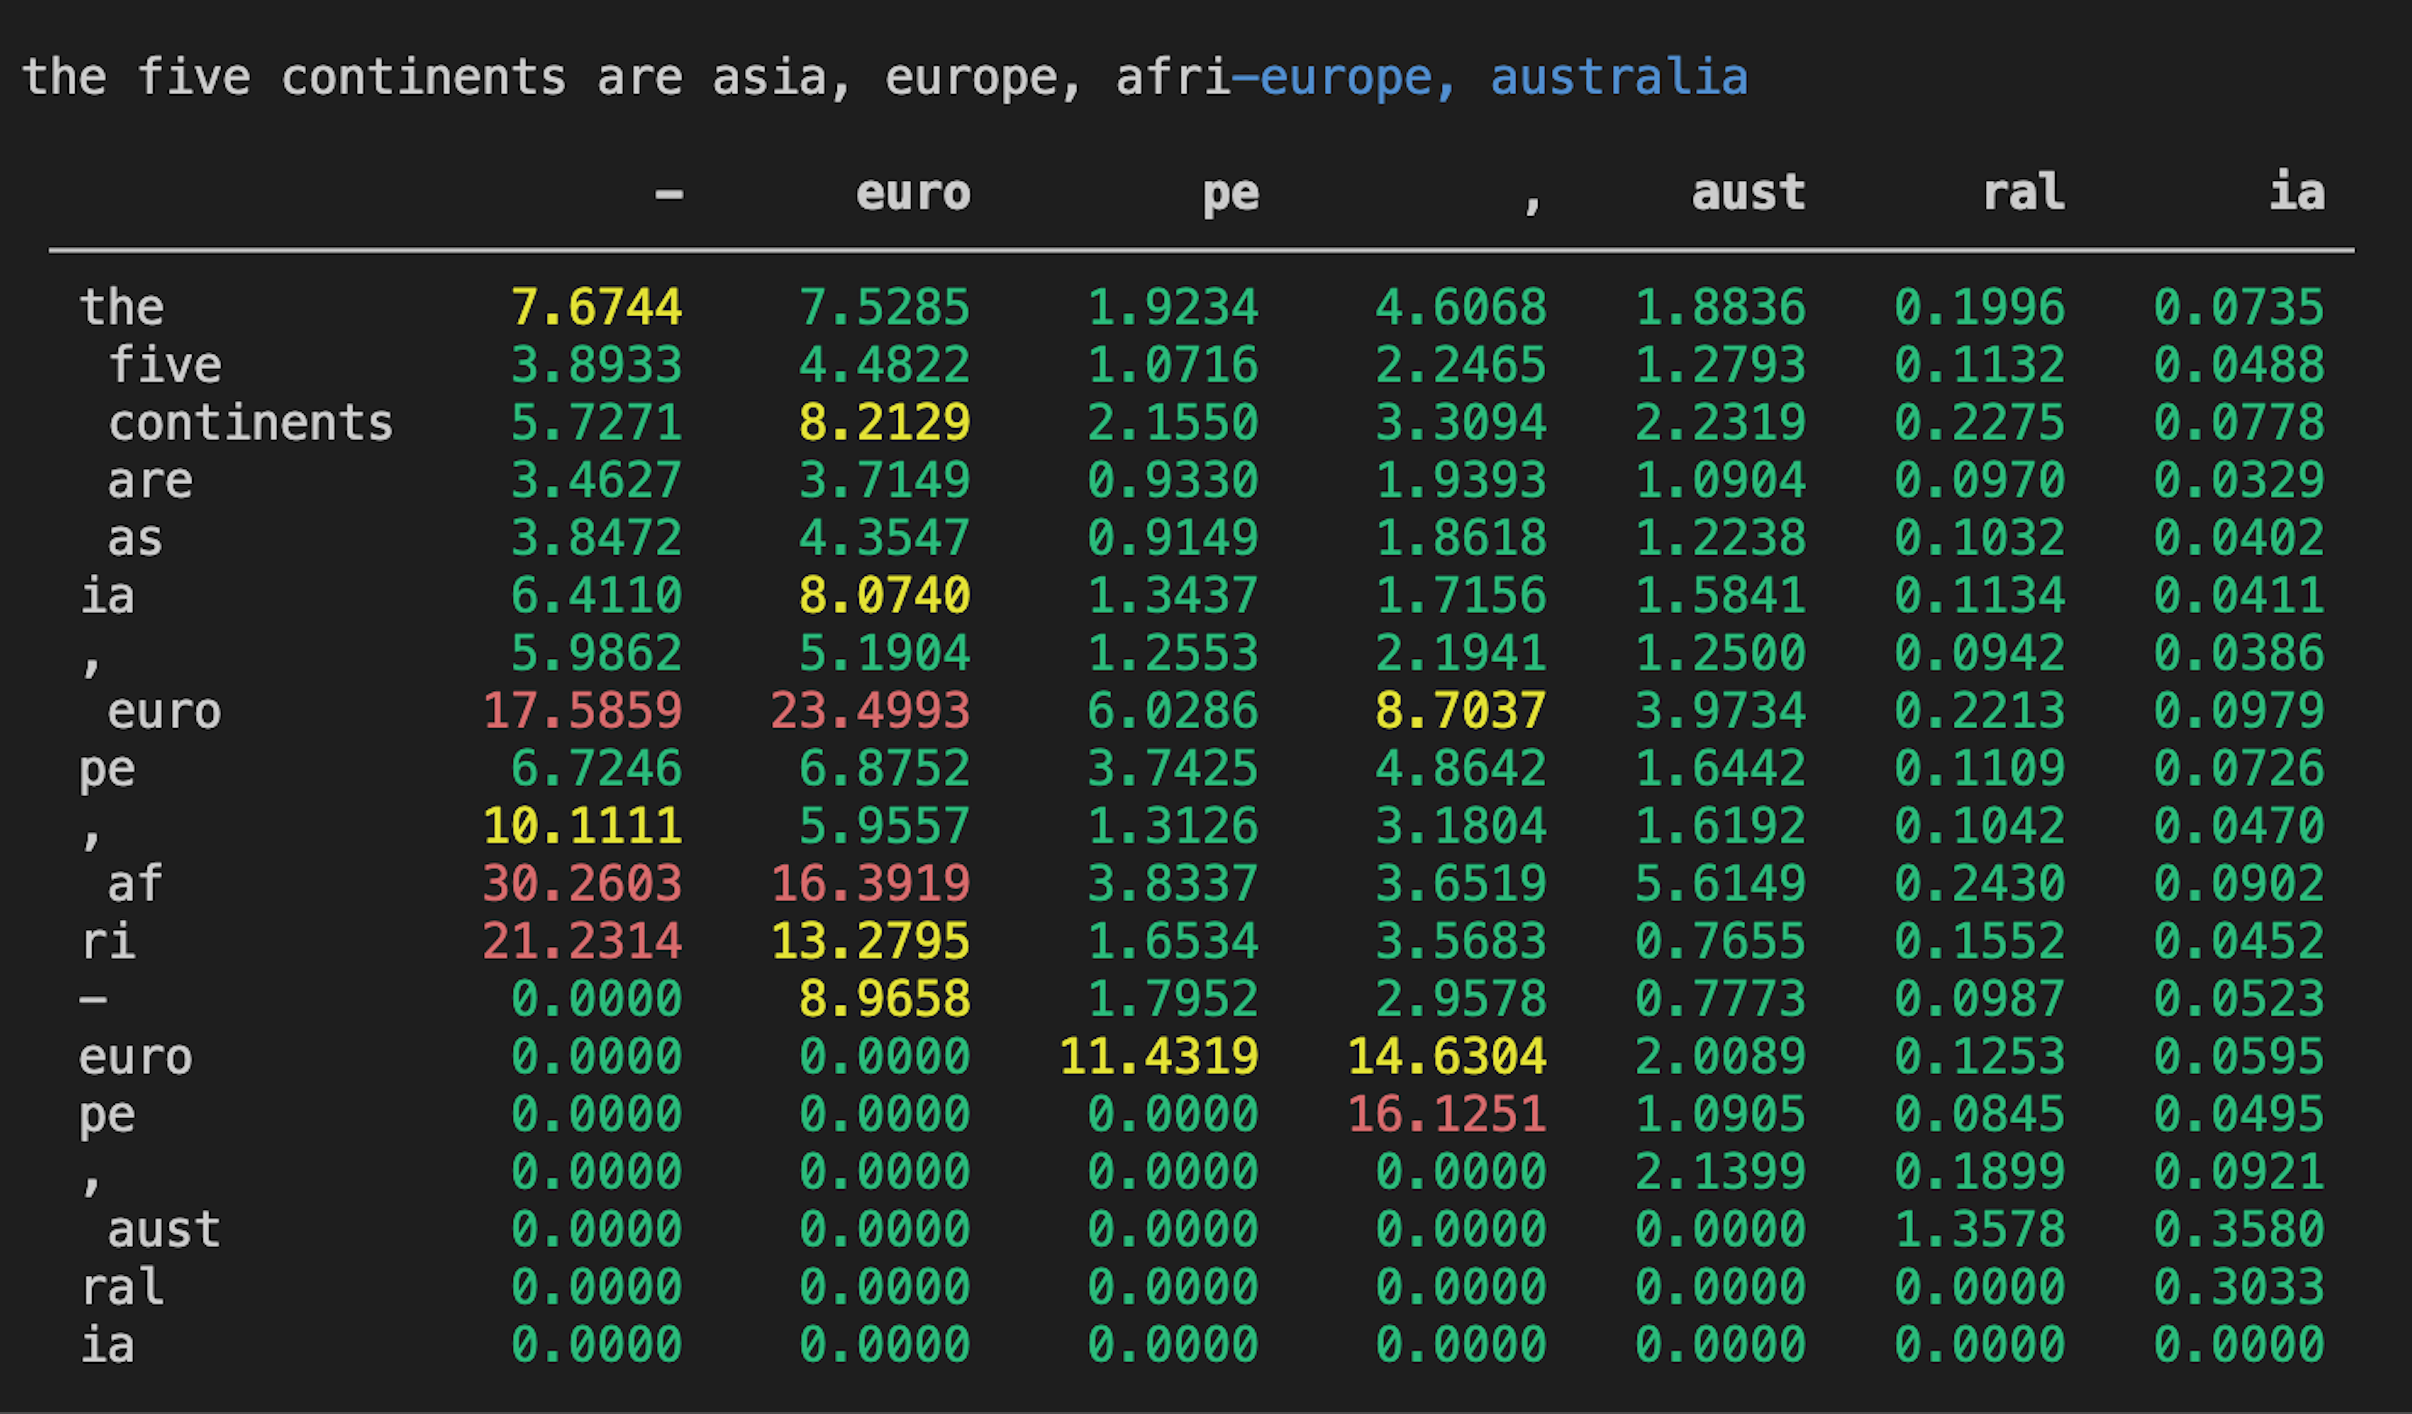 the five continents are asia, europe, afri-europe, australia
- euro pe , aust ral ia
the 7.6744 7.5285 1.9234 4.6068 1.8836 0.1996 0.0735
five 3.8933 4.4822 1.0716 2.2465 1.2793 0.1132 0.0488
continents 5.7271 8.2129 2.1550 3.3094 2.2319 0.2275 0.0778
are 3.4627 3.7149 0.9330 1.9393 1.0904 0.0970 0.0329
as 3.8472 4.3547 0.9149 1.8618 1.2238 0.1032 0.0402
ia 6.4110 8.0740 1.3437 1.7156 1.5841 0.1134 0.0411
, 5.9862 5.1904 1.2553 2.1941 1.2500 0.0942 0.0386
euro 17.5859 23.4993 6.0286 8.7037 3.9734 0.2213 0.0979
pe 6.7246 6.8752 3.7425 4.8642 1.6442 0.1109 0.0726
, 10.1111 5.9557 1.3126 3.1804 1.6192 0.1042 0.0470
af 30.2603 16.3919 3.8337 3.6519 5.6149 0.2430 0.0902
ri 21.2314 13.2795 1.6534 3.5683 0.7655 0.1552 0.0452
- 0.0000 8.9658 1.7952 2.9578 0.7773 0.0987 0.0523
euro 0.0000 0.0000 11.4319 14.6304 2.0089 0.1253 0.0595
pe 0.0000 0.0000 0.0000 16.1251 1.0905 0.0845 0.0495
, 0.0000 0.0000 0.0000 0.0000 2.1399 0.1899 0.0921
aust 0.0000 0.0000 0.0000 0.0000 0.0000 1.3578 0.3580
ral 0.0000 0.0000 0.0000 0.0000 0.0000 0.0000 0.3033
ia 0.0000 0.0000 0.0000 0.0000 0.0000 0.0000 0.0000